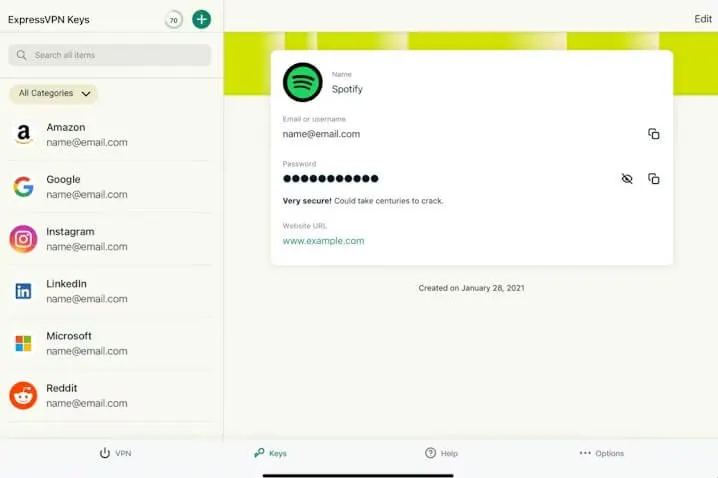 ExpressVPN Keys
70
Search all items
All Categories
Amazon
name@email.com
Google
name@email.com
Instagram
name@email.com
LinkedIn
name@email.com
Microsoft
name@email.com
Reddit
name@email.com
Edit
Name
Spotify
Email or username
name@email.com
Password
Very secure! Could take centuries to crack.
Website URL
www.example.com
Created on January 28, 2021
VPN
Keys
Help
Options